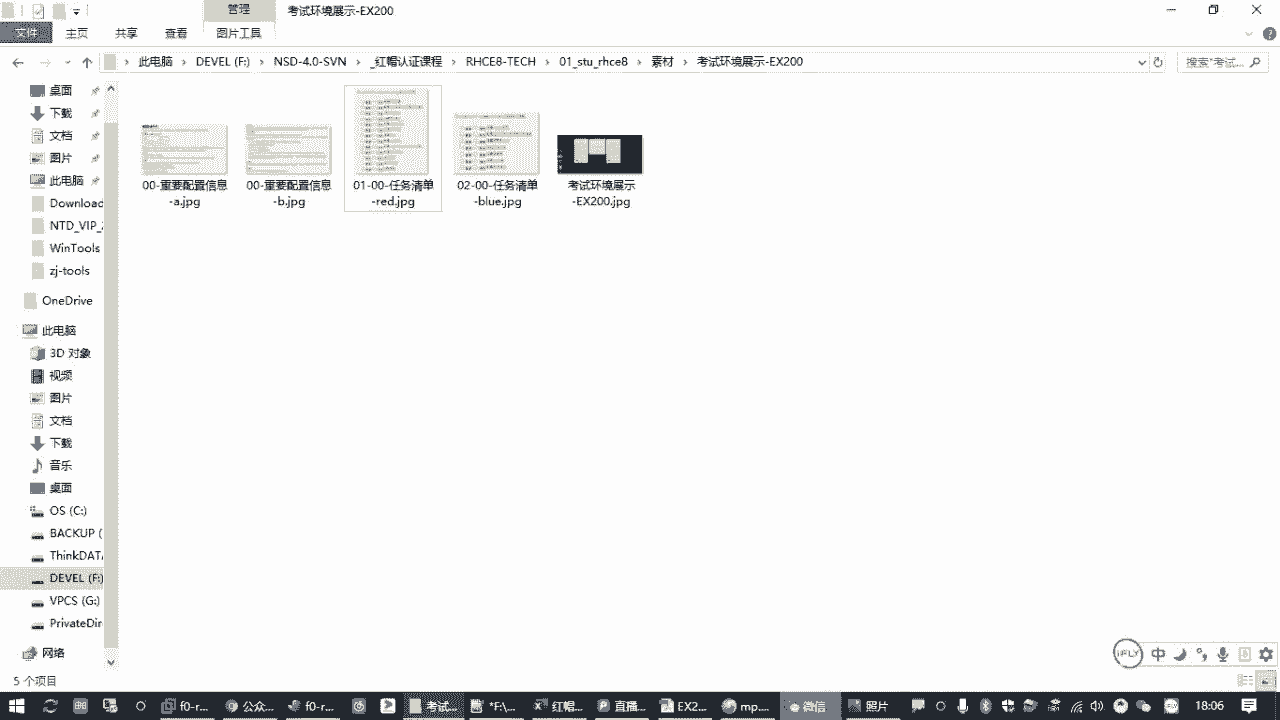 管理
考试环境展示-EX200
文件
主页
共享
查看
图片工具
此电脑
DEVEL (F:)
NSD-4.0-SVN
_红帽认证课程
RHCE8-TECH
01_stu_rhce8
素材
考试环境展示-EX200
搜索"考试...
桌面
下载
文档
图片
此电脑
Download
NTD_VIP_
WinTools
zj-tools
OneDrive
此电脑
3D 对象
视频
图片
文档
下载
音乐
桌面
OS (C:)
BACKUP (
ThinkDATA
DEVEL (F:)
VPCS (G:)
PrivateDir
网络
00-重要配置信息
-a.jpg
00-重要配置信息
-b.jpg
01-00-任务清单
-red.jpg
02-00-任务清单
-blue.jpg
考试环境展示
-EX200.jpg
iFLY
中
5 个项目
f0-r...
公众...
f0-r...
考试...
*F:\...
红帽...
直播...
EX2...
mp...
微信
照片
18:06